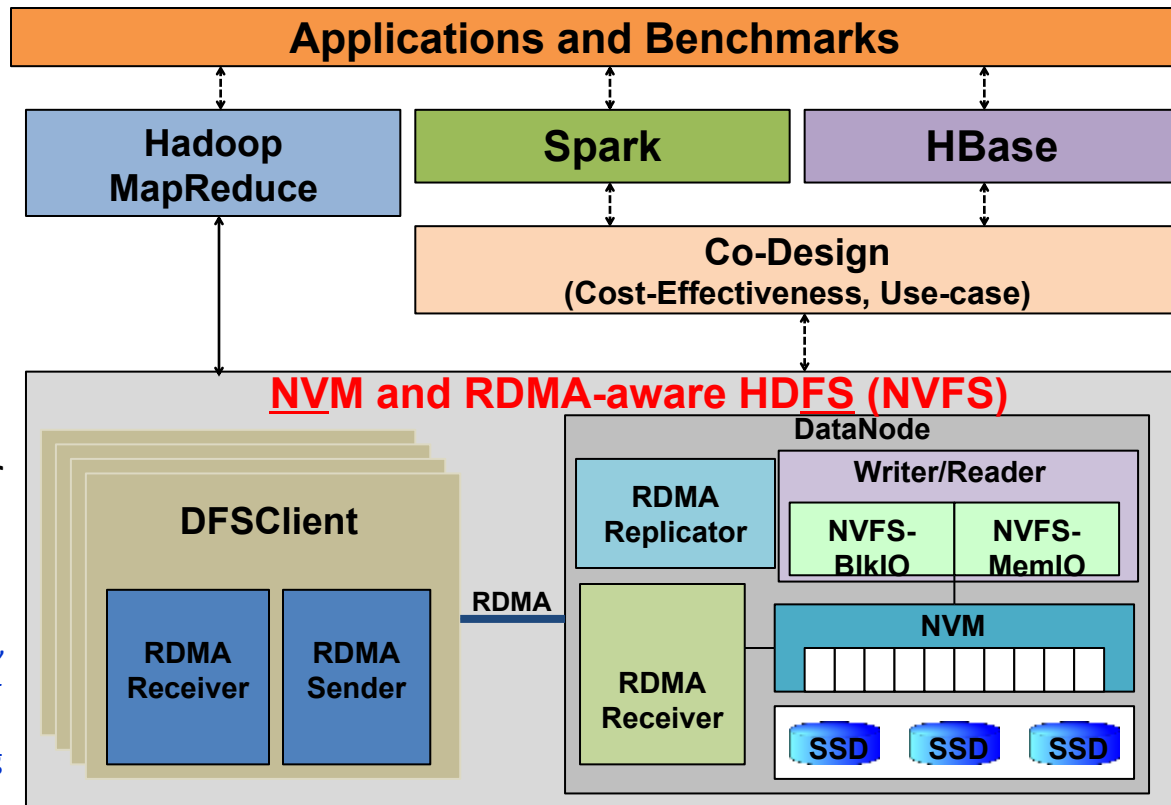 Applications and Benchmarks
Hadoop
MapReduce
Spark
HBase
Co-Design
(Cost-Effectiveness, Use-case)
NVM and RDMA-aware HDFS (NVFS)
DFSClient
RDMA
Receiver
RDMA
Sender
RDMA
DataNode
RDMA
Replicator
Writer/Reader
NVFS-
BlkIO
NVFS-
MemIO
RDMA
Receiver
NVM
SSD
SSD
SSD